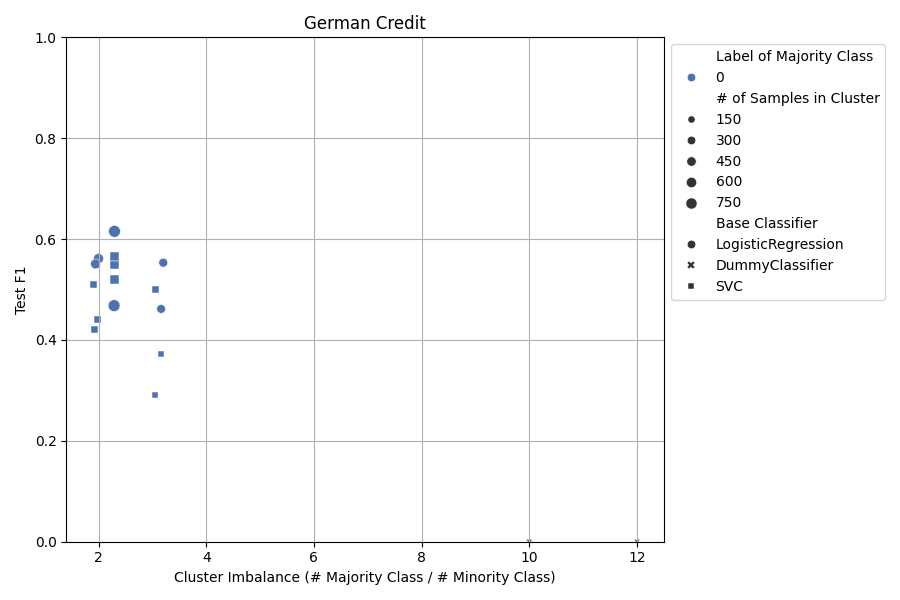 German Credit
Test F1
1.0
0.8
0.6
0.4
0.2
0.0
2
4
6
8
10
12
Cluster Imbalance (# Majority Class / # Minority Class)
Label of Majority Class
0
# of Samples in Cluster
150
300
450
600
750
Base Classifier
LogisticRegression
DummyClassifier
SVC